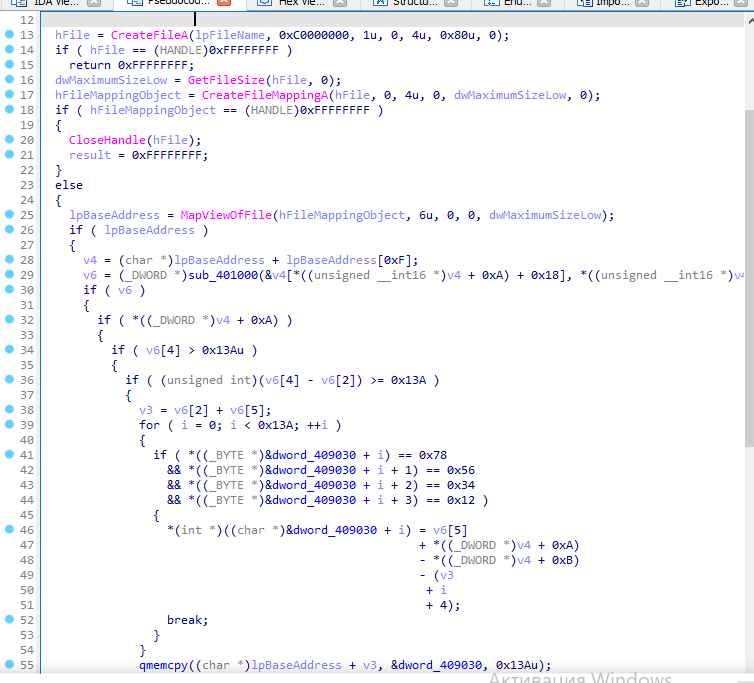 IDA Vie...
Pseudocod...
Hex Vie...
Structu...
Enu...
Impo...
Expo...
12
13 hFile = CreateFileA(lpFileName, 0xC0000000, 1u, 0, 4u, 0x80u, 0);
14 if ( hFile == (HANDLE)0xFFFFFFFF )
15 return 0xFFFFFFFF;
16 dwMaximumSizeLow = GetFileSize(hFile, 0);
17 hFileMappingObject = CreateFileMappingA(hFile, 0, 4u, 0, dwMaximumSizeLow, 0);
18 if ( hFileMappingObject == (HANDLE)0xFFFFFFFF )
19 {
20 CloseHandle(hFile);
21 result = 0xFFFFFFFF;
22 }
23 else
24 {
25 lpBaseAddress = MapViewOfFile(hFileMappingObject, 6u, 0, 0, dwMaximumSizeLow);
26 if ( lpBaseAddress )
27 {
28 v4 = (char *)lpBaseAddress + lpBaseAddress[0xF];
29 v6 = (_DWORD *)sub_401000(&v4[*((unsigned __int16 *)v4 + 0xA) + 0x18], *((unsigned __int16 *)v4
30 if ( v6 )
31 {
32 if ( *((_DWORD *)v4 + 0xA) )
33 {
34 if ( v6[4] > 0x13Au )
35 {
36 if ( (unsigned int)(v6[4] - v6[2]) >= 0x13A )
37 {
38 v3 = v6[2] + v6[5];
39 for ( i = 0; i < 0x13A; ++i )
40 {
41 if ( *((_BYTE *)&dword_409030 + i) == 0x78
42 && *((_BYTE *)&dword_409030 + i + 1) == 0x56
43 && *((_BYTE *)&dword_409030 + i + 2) == 0x34
44 && *((_BYTE *)&dword_409030 + i + 3) == 0x12 )
45 {
46 *(int *)((char *)&dword_409030 + i) = v6[5]
47 + *((_DWORD *)v4 + 0xA)
48 - *((_DWORD *)v4 + 0xB)
49 - (v3
50 + i
51 + 4);
52 break;
53 }
54 }
55 qmemcpy((char *)lpBaseAddress + v3, &dword_409030, 0x13Au);
Активация Windows